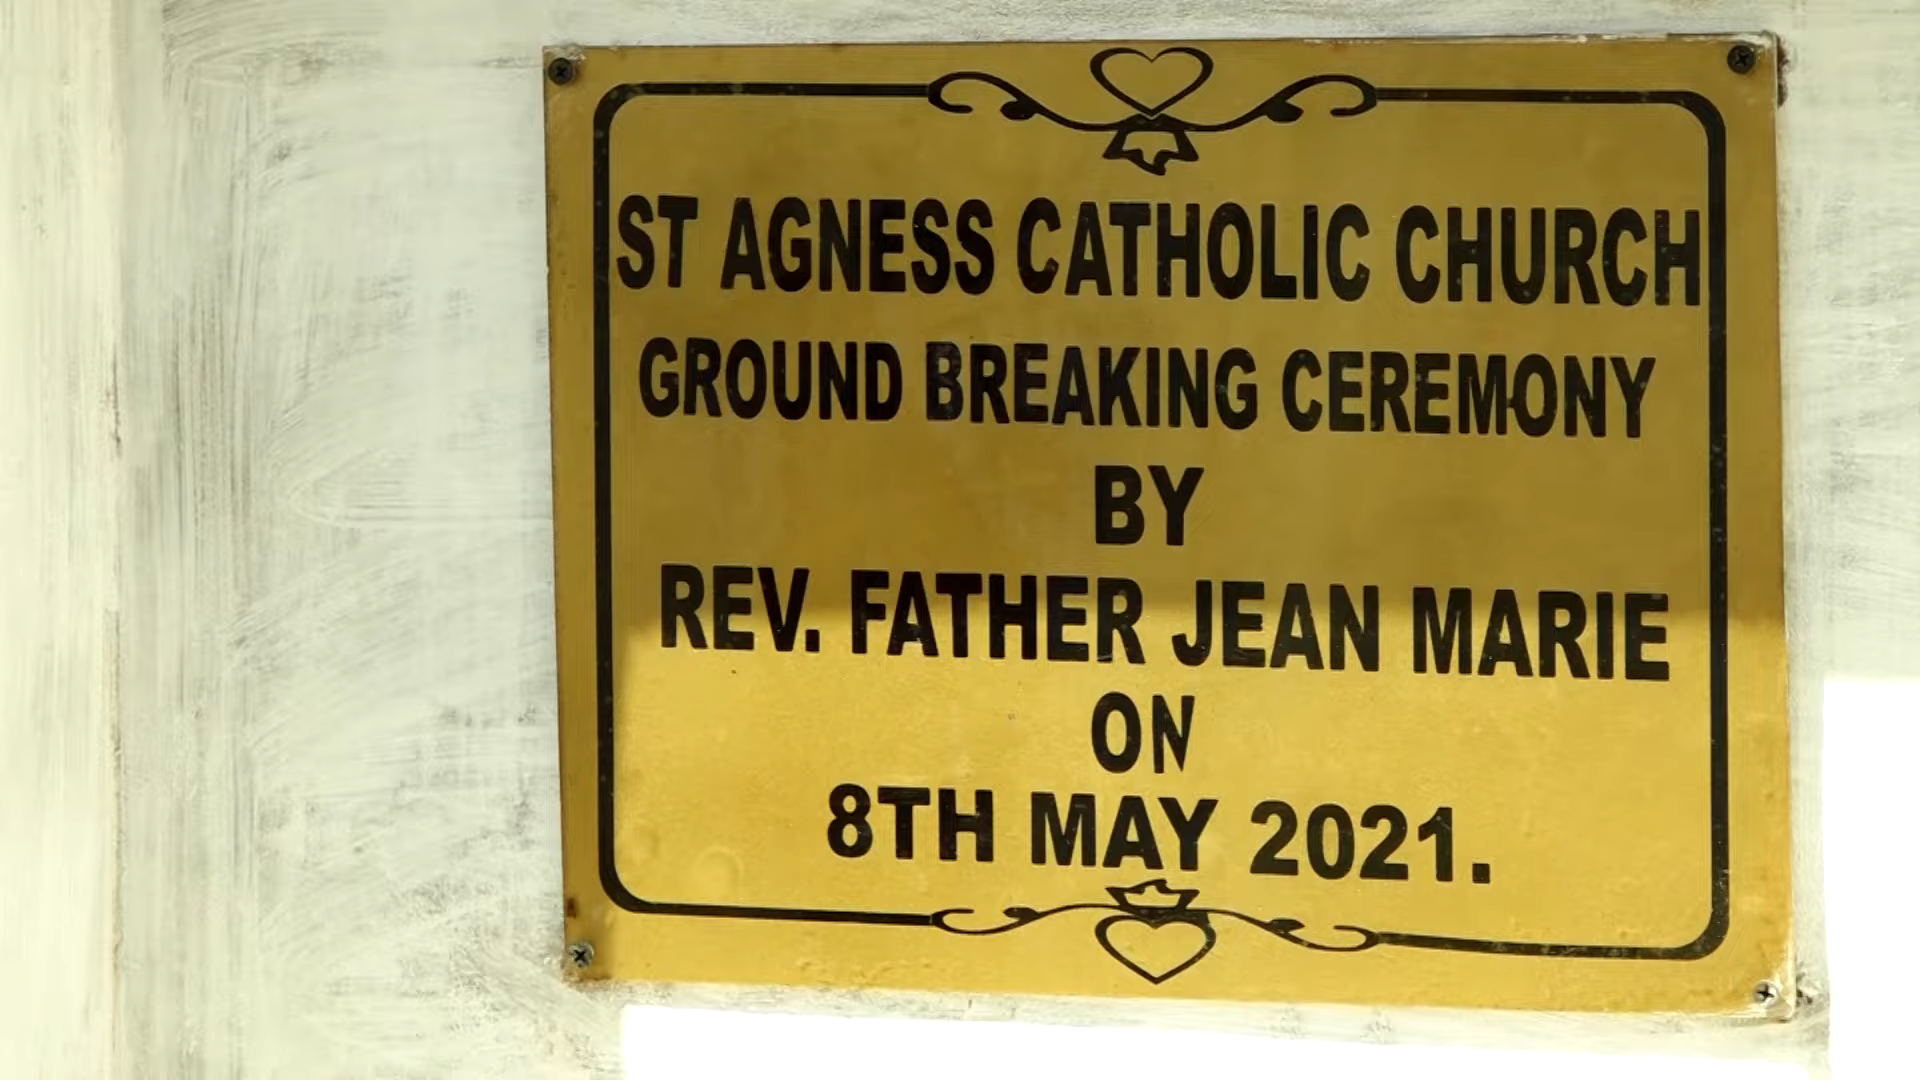 ST AGNESS CATHOLIC CHURCH
GROUND BREAKING CEREMONY
BY
REV. FATHER JEAN MARIE
ON
8TH MAY 2021.